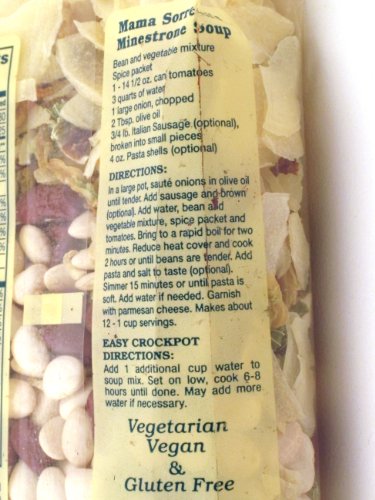 Mama Sorre
Minestrone Soup
Bean and vegetable mixture
Spice packet
1 - 14 1/2 oz. can tomatoes
3 quarts of water
1 large onion, chopped
2 Tbsp. olive oil
3/4 lb. Italian Sausage (optional),
broken into small pieces
4 oz. Pasta shells (optional)
DIRECTIONS:
In a large pot, sauté onions in olive oil
until tender. Add sausage and brown
(optional). Add water, bean and
vegetable mixture, spice packet and
tomatoes. Bring to a rapid boil for two
minutes. Reduce heat cover and cook
2 hours or until beans are tender. Add
pasta and salt to taste (optional).
Simmer 15 minutes or until pasta is
soft. Add water if needed. Garnish
with parmesan cheese. Makes about
12 - 1 cup servings.
EASY CROCKPOT
DIRECTIONS:
Add 1 additional cup water to
soup mix. Set on low, cook 6-8
hours until done. May add more
water if necessary.
Vegetarian
Vegan
&
Gluten Free